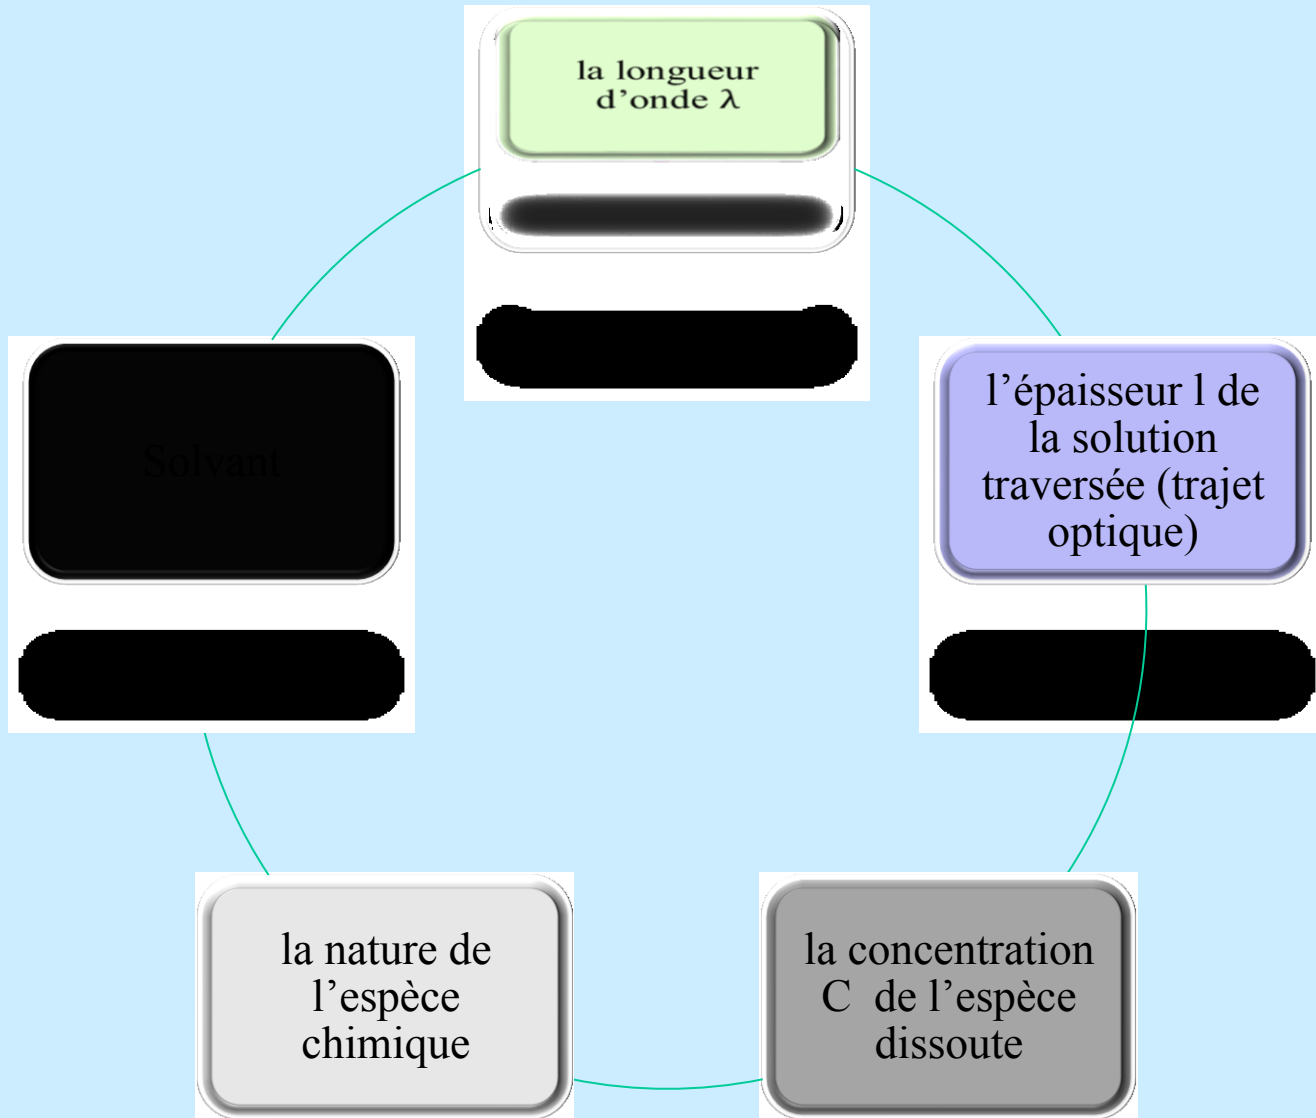 la longueur
d’onde λ
l’épaisseur l de
la solution
traversée (trajet
optique)
la concentration
C de l’espèce
dissoute
la nature de
l’espèce
chimique
Solvant